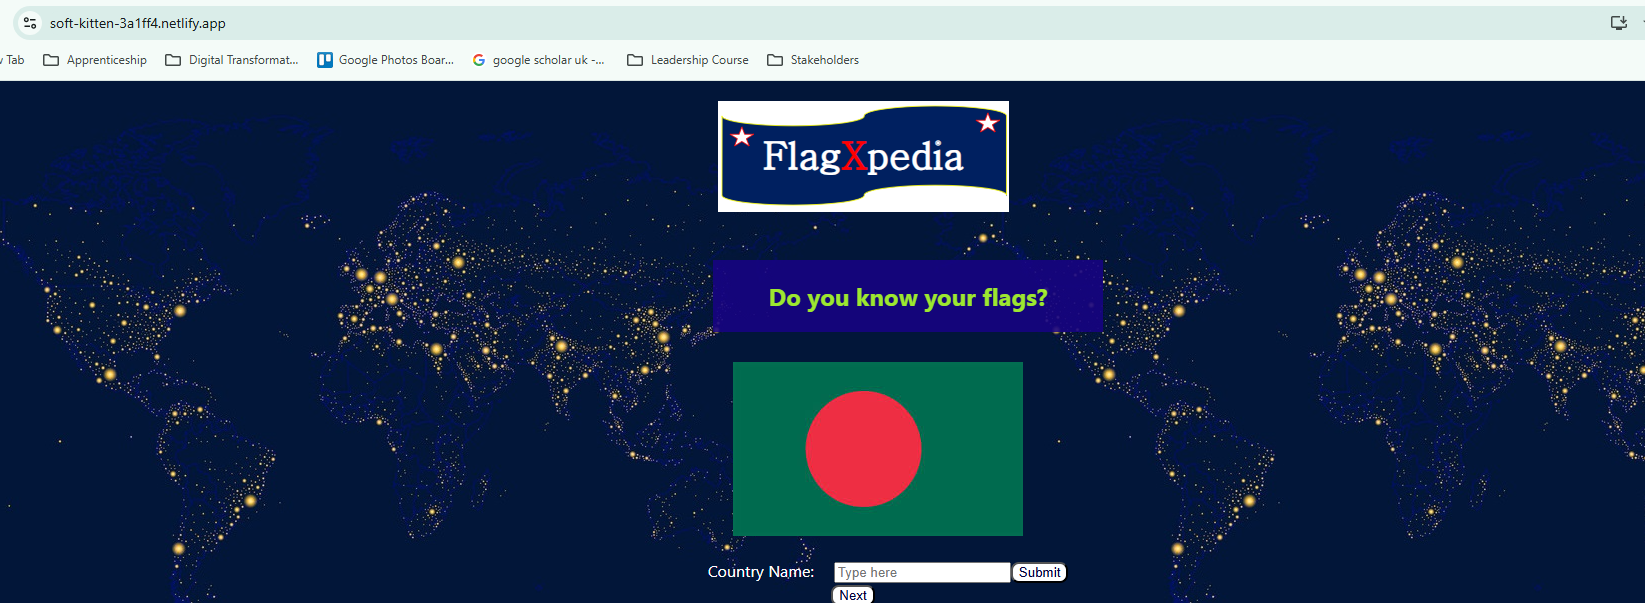 soft-kitten-3a1ff4.netlify.app
Tab Apprenticeship Digital Transformat... Google Photos Boar... google scholar uk -... Leadership Course Stakeholders
FlagXpedia
Do you know your flags?
Country Name: Type here Submit
Next